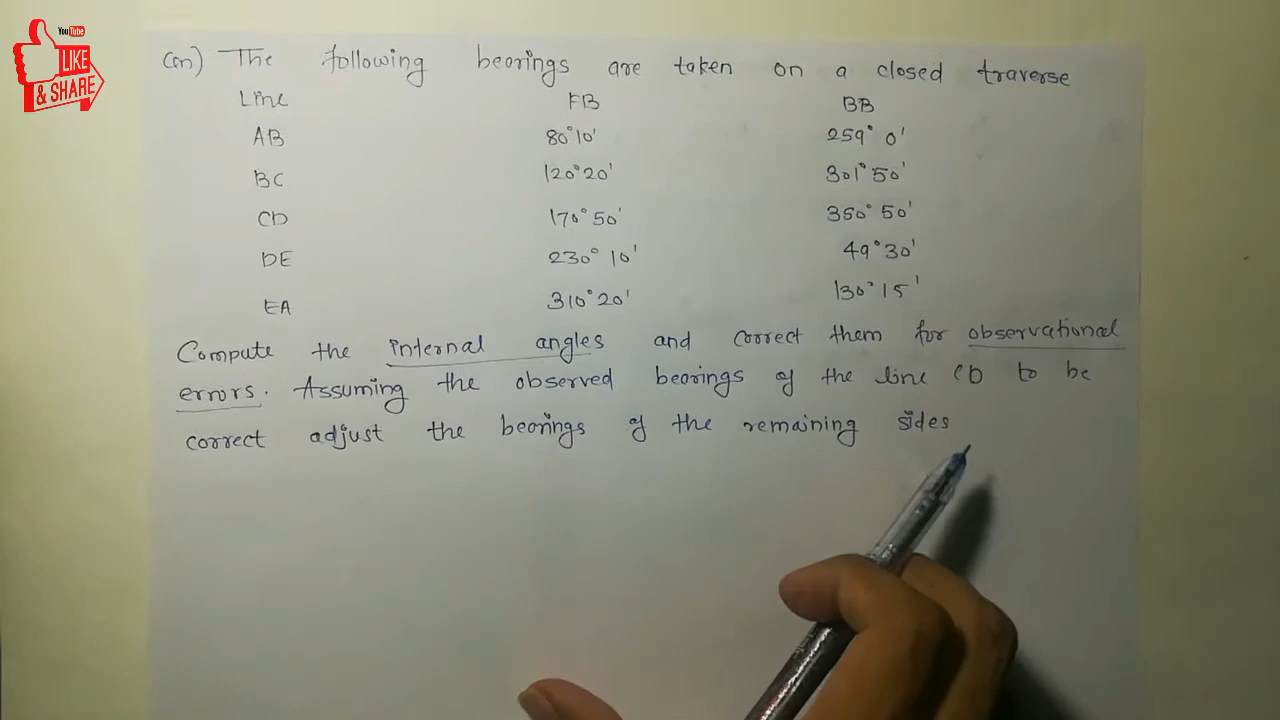 YouTube
LIKE
& SHARE
(m) The following bearings are taken on a closed traverse
Line FB BB
AB 80°10' 259° 0'
BC 120°20' 301°50'
CD 170°50' 350°50'
DE 230°10' 49°30'
EA 310°20' 130°15'
Compute the internal angles and correct them for observational
errors. Assuming the observed bearings of the line CD to be
correct adjust the bearings of the remaining sides